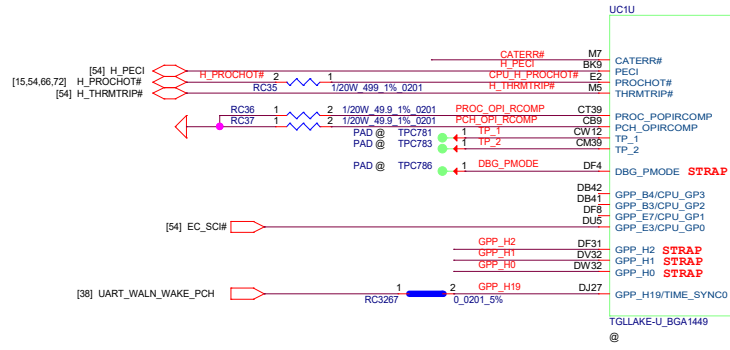 UC1U
CATERR# M7 CATERR#
[54] H_PECI H_PECI BK9 PECI
[15,54,66,72] H_PROCHOT# H_PROCHOT# 2 1 CPU_H_PROCHOT# E2 PROCHOT#
[54] H_THRMTRIP# RC35 1/20W_499_1%_0201 H_THRMTRIP# M5 THRMTRIP#
RC36 1 2 1/20W_49.9_1%_0201 PROC_OPI_RCOMP CT39 PROC_POPIRCOMP
RC37 1 2 1/20W_49.9_1%_0201 PCH_OPI_RCOMP CB9 PCH_OPIRCOMP
PAD @ TPC781 1 TP_1 CW12 TP_1
PAD @ TPC783 1 TP_2 CM39 TP_2
PAD @ TPC786 1 DBG_PMODE DF4 DBG_PMODE STRAP
DB42 GPP_B4/CPU_GP3
DB41 GPP_B3/CPU_GP2
DF8 GPP_E7/CPU_GP1
[54] EC_SCI# DU5 GPP_E3/CPU_GP0
GPP_H2 DF31 GPP_H2 STRAP
GPP_H1 DV32 GPP_H1 STRAP
GPP_H0 DW32 GPP_H0 STRAP
[38] UART_WALN_WAKE_PCH 1 2 GPP_H19 DJ27 GPP_H19/TIME_SYNC0
RC3267 0_0201_5%
TGLLAKE-U_BGA1449
@